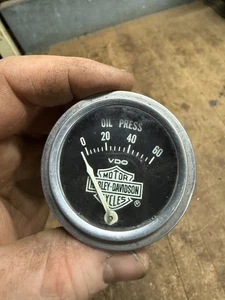 OIL PRESS
0 20 40 60
VDO
MOTOR
HARLEY-DAVIDSON
CYCLES
®